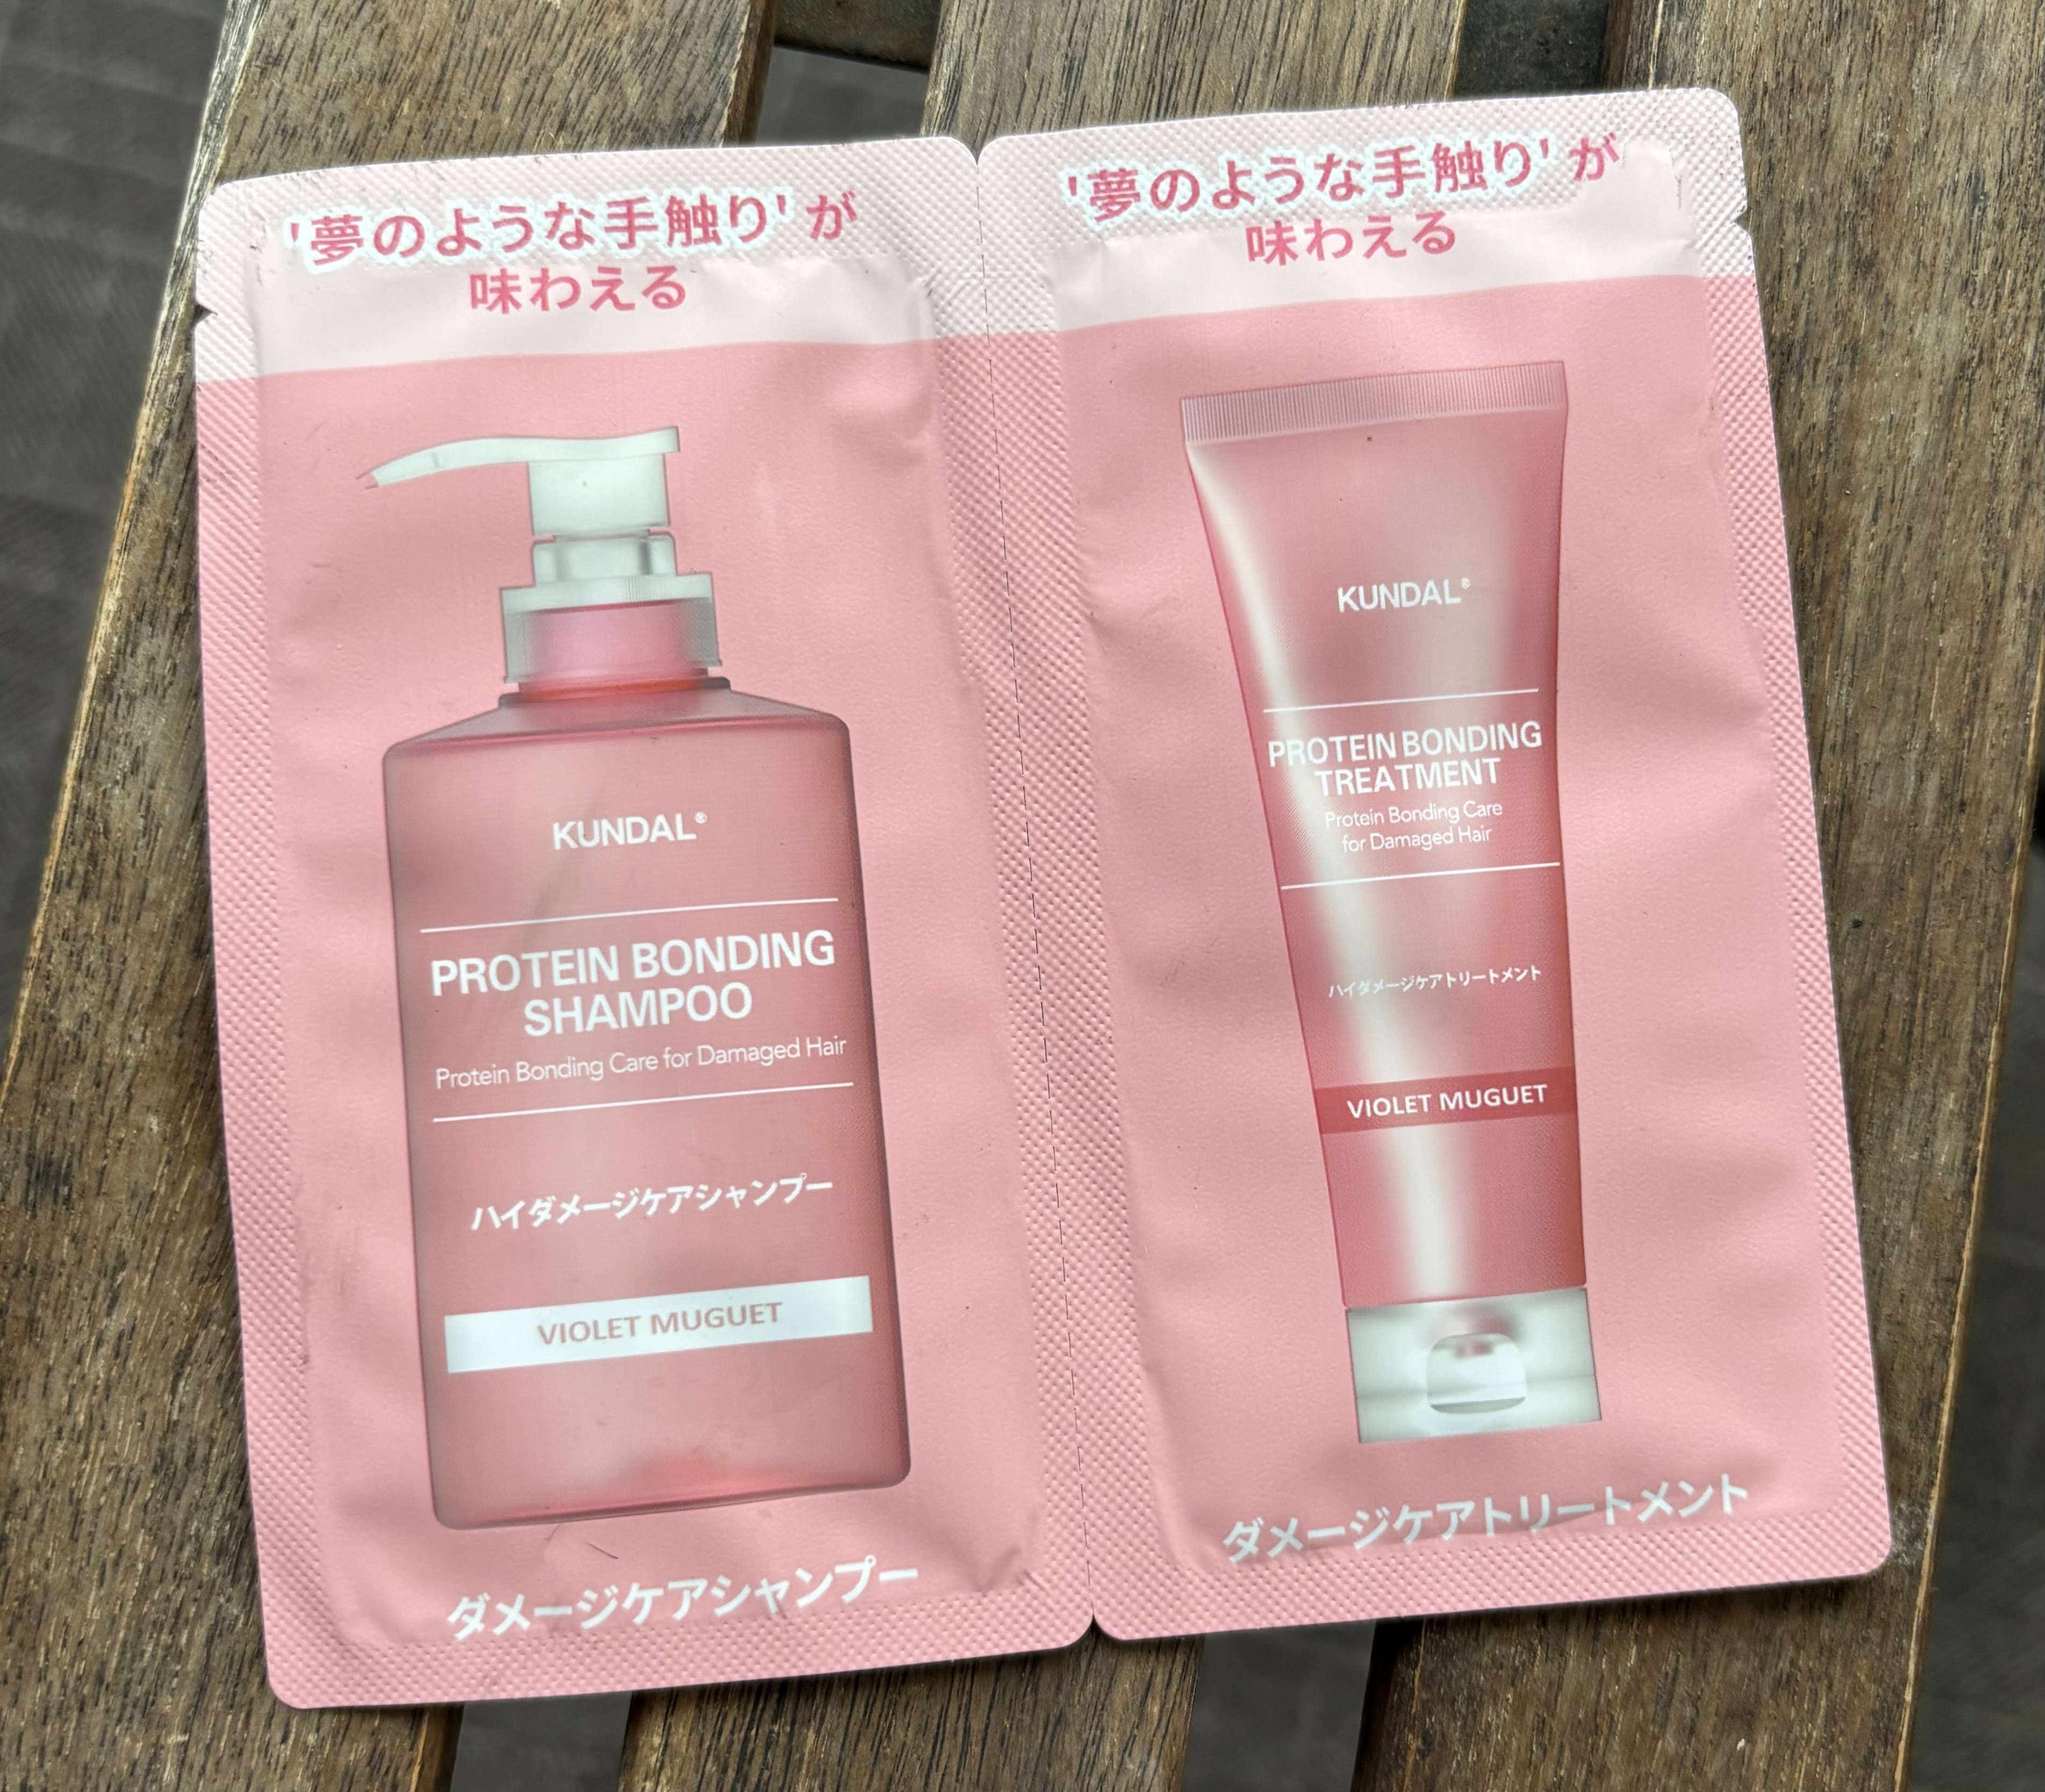 '夢のような手触り' が
味わえる
KUNDAL®
PROTEIN BONDING
SHAMPOO
Protein Bonding Care for Damaged Hair
ハイダメージケアシャンプー
VIOLET MUGUET
ダメージケアシャンプー
'夢のような手触り' が
味わえる
KUNDAL®
PROTEIN BONDING
TREATMENT
Protein Bonding Care
for Damaged Hair
ハイダメージケアトリートメント
VIOLET MUGUET
ダメージケアトリートメント